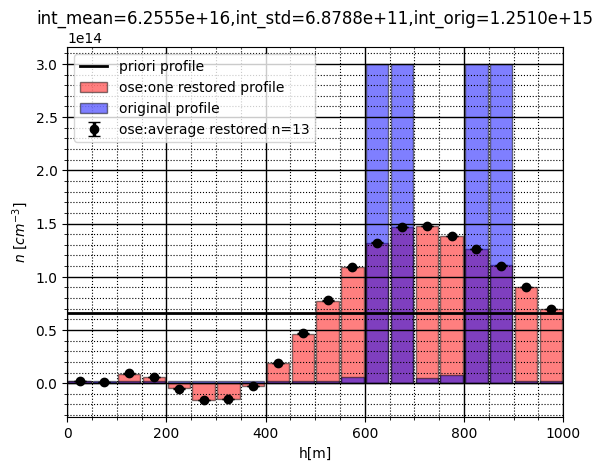 int_mean=6.2555e+16,int_std=6.8788e+11,int_orig=1.2510e+15
1e14
priori profile
ose:one restored profile
original profile
ose:average restored n=13
3.0
2.5
2.0
1.5
1.0
0.5
0.0
n [cm⁻³]
0 200 400 600 800 1000
h[m]